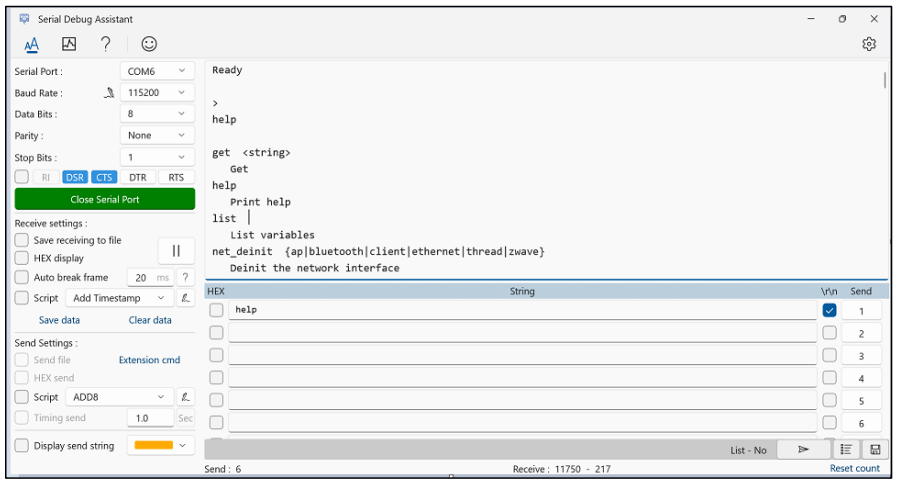 Serial Debug Assistant
Serial Port : COM6
Baud Rate : 115200
Data Bits : 8
Parity : None
Stop Bits : 1
RI DSR CTS DTR RTS
Close Serial Port
Receive settings :
Save receiving to file
HEX display
Auto break frame 20 ms ?
Script Add Timestamp
Save data Clear data
Send Settings :
Send file Extension cmd
HEX send
Script ADD8
Timing send 1.0 Sec
Display send string
Ready
>
help
get <string>
Get
help
Print help
list
List variables
net_deinit {ap|bluetooth|client|ethernet|thread|zwave}
Deinit the network interface
HEX String \r\n Send
help 1
2
3
4
5
6
List - No
Send : 6 Receive : 11750 - 217 Reset count